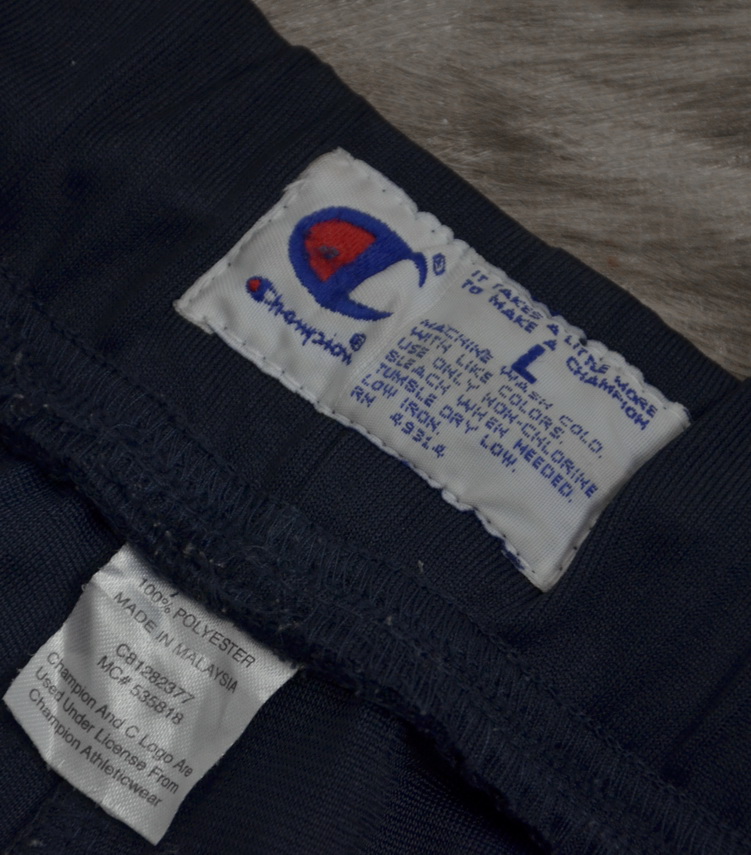 Champion®
IT TAKES A LITTLE MORE
TO MAKE A CHAMPION
L
MACHINE WASH COLD,
WITH LIKE COLORS.
USE ONLY NON-CHLORINE
BLEACH WHEN NEEDED.
TUMBLE DRY LOW.
LOW IRON.
RN 49314
100% POLYESTER
MADE IN MALAYSIA
C81282377
MC# 535818
Champion And C Logo Are
Used Under License From
Champion Athleticwear